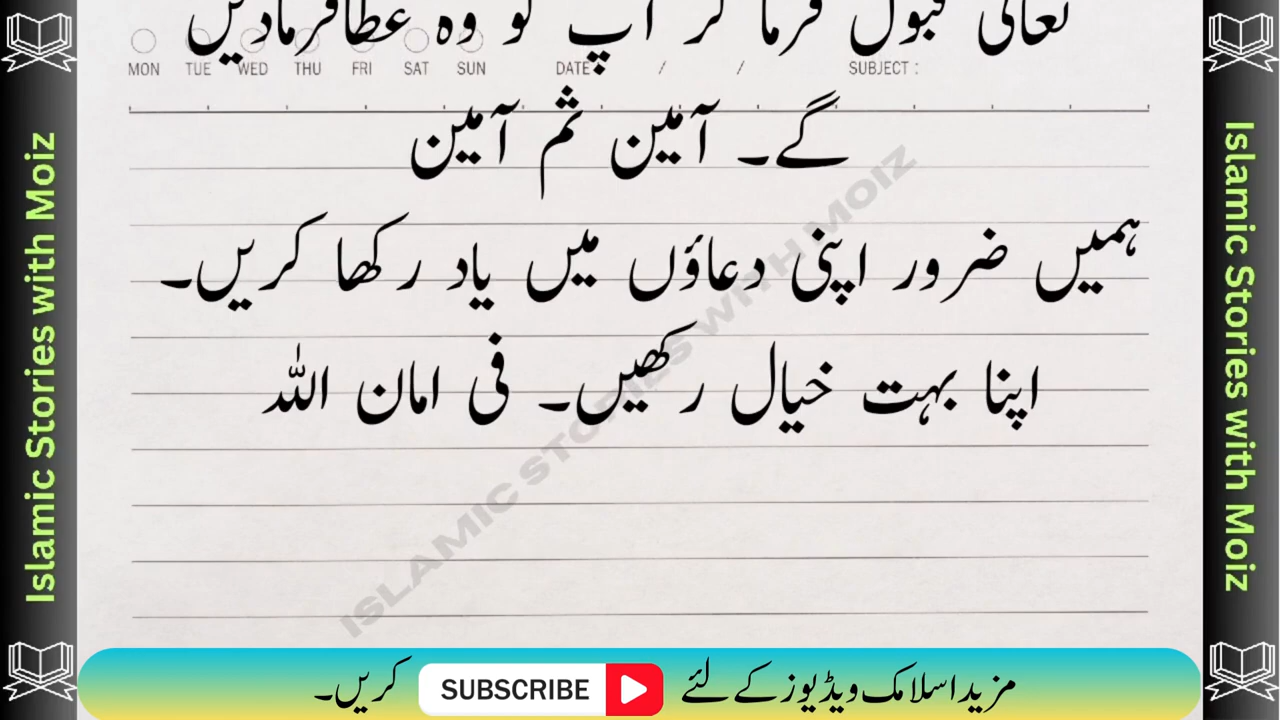 تعالیٰ قبول فرما کر آپ کو وہ عطافرمادیں
MON TUE WED THU FRI SAT SUN DATE / / SUBJECT :
گے۔ آمین ثم آمین
ہمیں ضرور اپنی دعاؤں میں یاد رکھا کریں۔
اپنا بہت خیال رکھیں۔ فی امان اللہ
ISLAMIC STORIES WITH MOIZ
Islamic Stories with Moiz
Islamic Stories with Moiz
مزید اسلامک ویڈیوز کے لئے SUBSCRIBE کریں۔